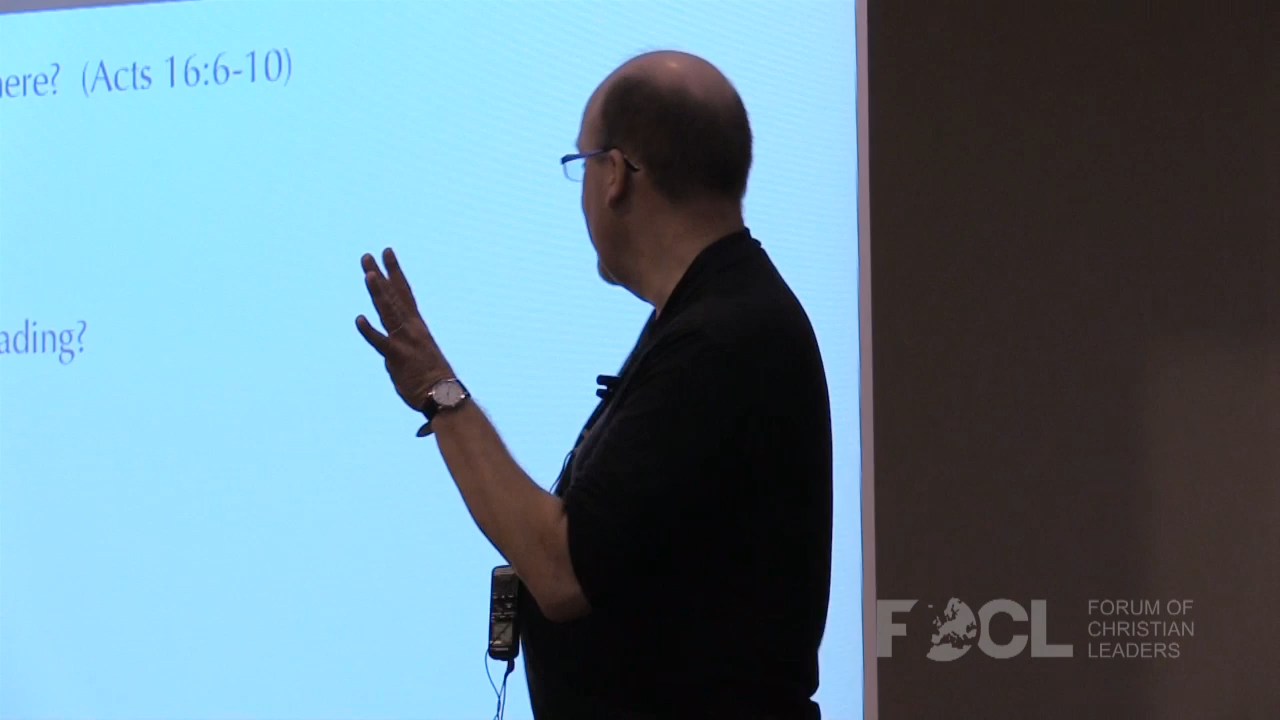 here? (Acts 16:6-10)
ading?
FOCL FORUM OF
CHRISTIAN
LEADERS